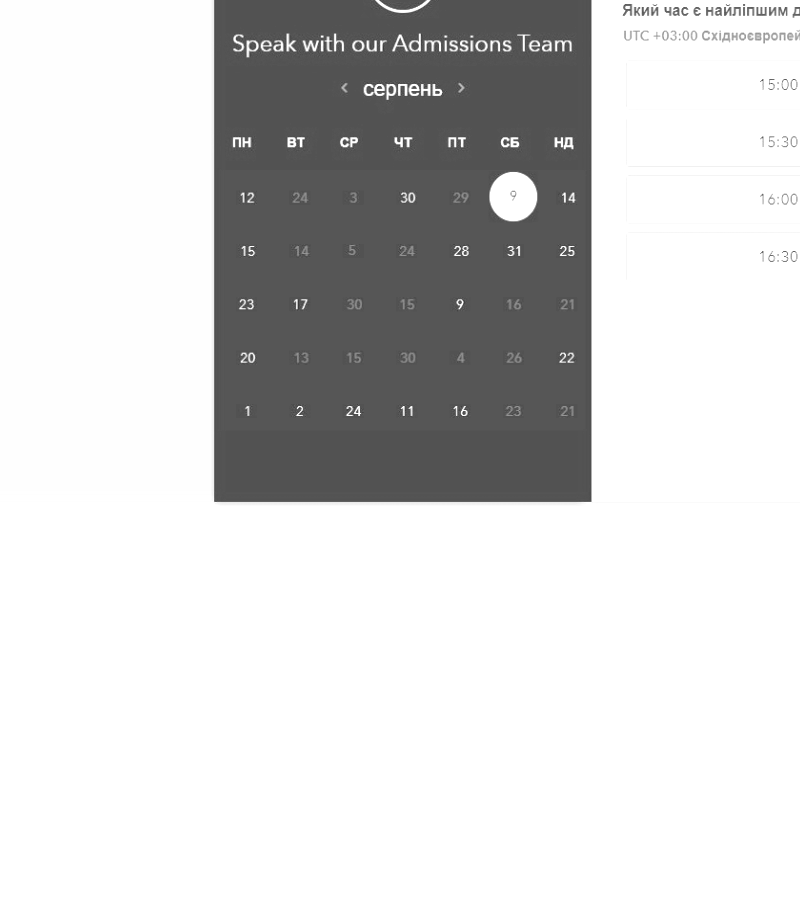 Speak with our Admissions Team
серпень
ПН ВТ СР ЧТ ПТ СБ НД
12 24 3 30 29 9 14
15 14 5 24 28 31 25
23 17 30 15 9 16 21
20 13 15 30 4 26 22
1 2 24 11 16 23 21
Який час є найліпшим
UTC +03:00
15:00
15:30
16:00
16:30